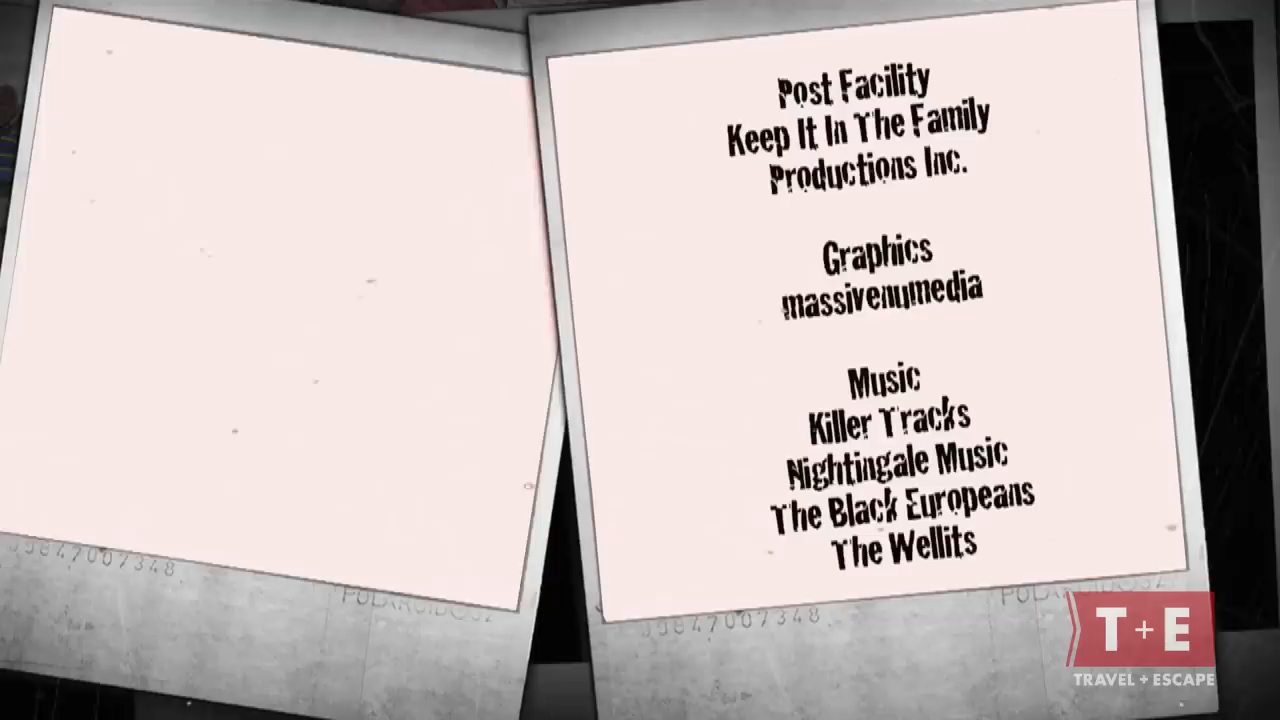 Post Facility
Keep It In The Family
Productions Inc.
Graphics
massivenumedia
Music
Killer Tracks
Nightingale Music
The Black Europeans
The Wellits
T+E
TRAVEL + ESCAPE